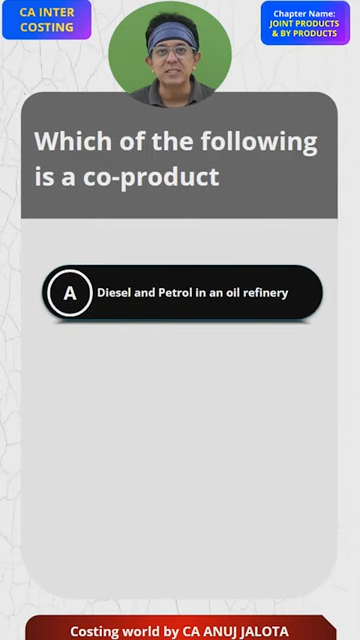 CA INTER
COSTING
Chapter Name:
JOINT PRODUCTS
& BY PRODUCTS
Which of the following
is a co-product
A
Diesel and Petrol in an oil refinery
Costing world by CA ANUJ JALOTA